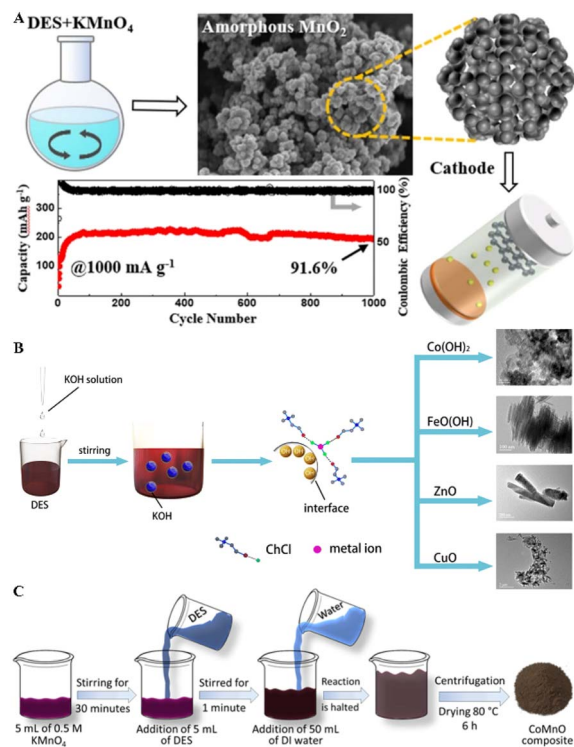 A
DES+KMnO4
Amorphous MnO2
Cathode
Capacity (mAh g-1)
300
200
100
@1000 mA g-1
91.6%
100
50
Coulombic Efficiency (%)
0 200 400 600 800 1000
Cycle Number
B
KOH solution
DES
stirring
KOH
interface
ChCl
metal ion
Co(OH)2
FeO(OH)
ZnO
CuO
C
5 mL of 0.5 M
KMnO4
Stirring for
30 minutes
DES
Addition of 5 mL
of DES
Stirred for
1 minute
Water
Addition of 50 mL
of DI water
Reaction
is halted
Centrifugation
Drying 80 °C
6 h
CoMnO
composite